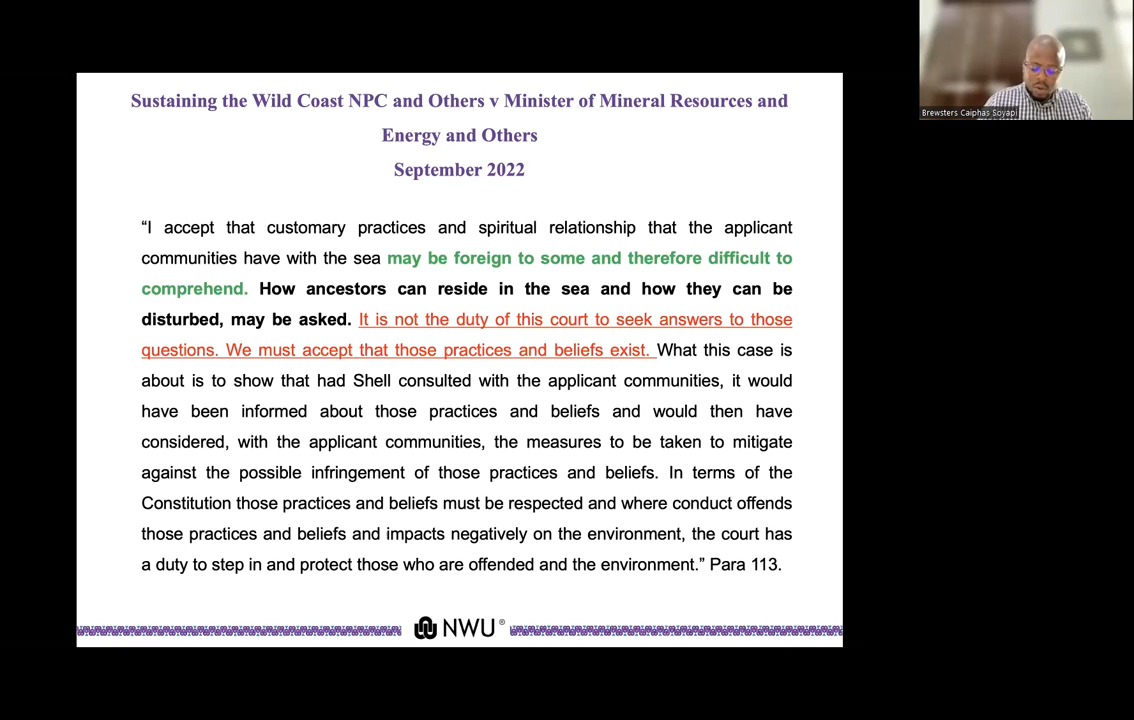 Sustaining the Wild Coast NPC and Others v Minister of Mineral Resources and
Energy and Others
September 2022
“I accept that customary practices and spiritual relationship that the applicant
communities have with the sea may be foreign to some and therefore difficult to
comprehend. How ancestors can reside in the sea and how they can be
disturbed, may be asked. It is not the duty of this court to seek answers to those
questions. We must accept that those practices and beliefs exist. What this case is
about is to show that had Shell consulted with the applicant communities, it would
have been informed about those practices and beliefs and would then have
considered, with the applicant communities, the measures to be taken to mitigate
against the possible infringement of those practices and beliefs. In terms of the
Constitution those practices and beliefs must be respected and where conduct offends
those practices and beliefs and impacts negatively on the environment, the court has
a duty to step in and protect those who are offended and the environment.” Para 113.
NWU®
Brewsters Caiphas Soyapi